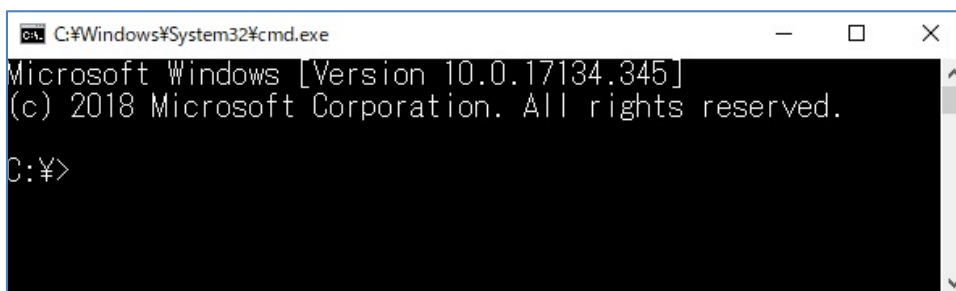 C:¥Windows¥System32¥cmd.exe
Microsoft Windows [Version 10.0.17134.345]
(c) 2018 Microsoft Corporation. All rights reserved.
C:¥>